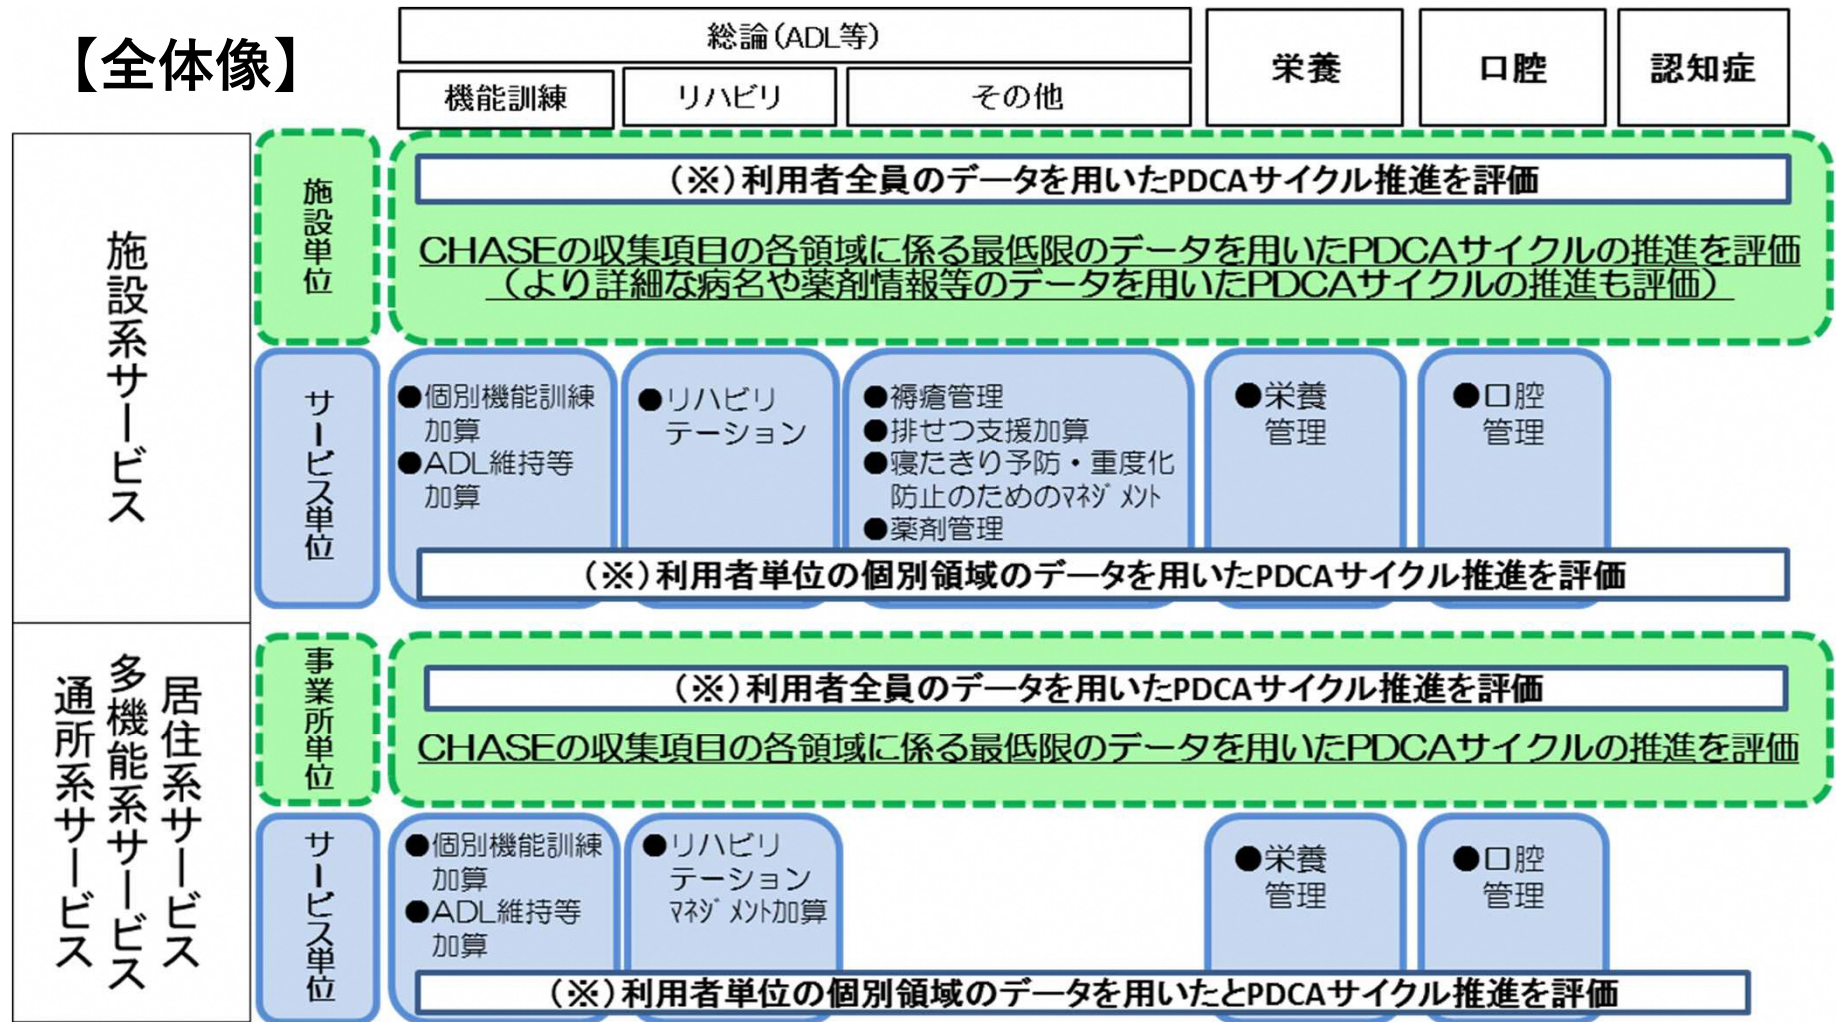 【全体像】
総論（ADL等）
機能訓練
リハビリ
その他
栄養
口腔
認知症
施設系サービス
施設単位
（※）利用者全員のデータを用いたPDCAサイクル推進を評価
CHASEの収集項目の各領域に係る最低限のデータを用いたPDCAサイクルの推進を評価
（より詳細な病名や薬剤情報等のデータを用いたPDCAサイクルの推進も評価）
サービス単位
●個別機能訓練
加算
●ADL維持等
加算
●リハビリ
テーション
●褥瘡管理
●排せつ支援加算
●寝たきり予防・重度化
防止のためのﾏﾈｼﾞﾒﾝﾄ
●薬剤管理
●栄養
管理
●口腔
管理
（※）利用者単位の個別領域のデータを用いたPDCAサイクル推進を評価
居住系サービス
多機能系サービス
通所系サービス
事業所単位
（※）利用者全員のデータを用いたPDCAサイクル推進を評価
CHASEの収集項目の各領域に係る最低限のデータを用いたPDCAサイクルの推進を評価
サービス単位
●個別機能訓練
加算
●ADL維持等
加算
●リハビリ
テーション
ﾏﾈｼﾞﾒﾝﾄ加算
●栄養
管理
●口腔
管理
（※）利用者単位の個別領域のデータを用いたとPDCAサイクル推進を評価